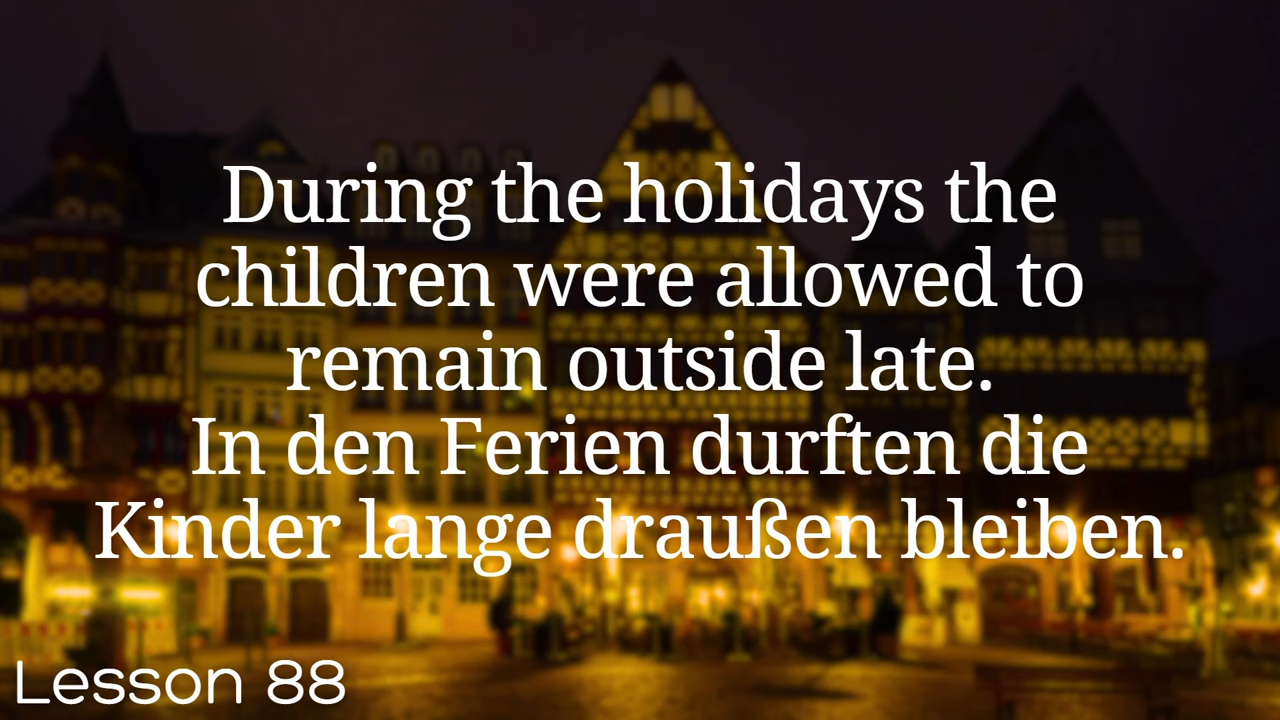 During the holidays the
children were allowed to
remain outside late.
In den Ferien durften die
Kinder lange draußen bleiben.
Lesson 88